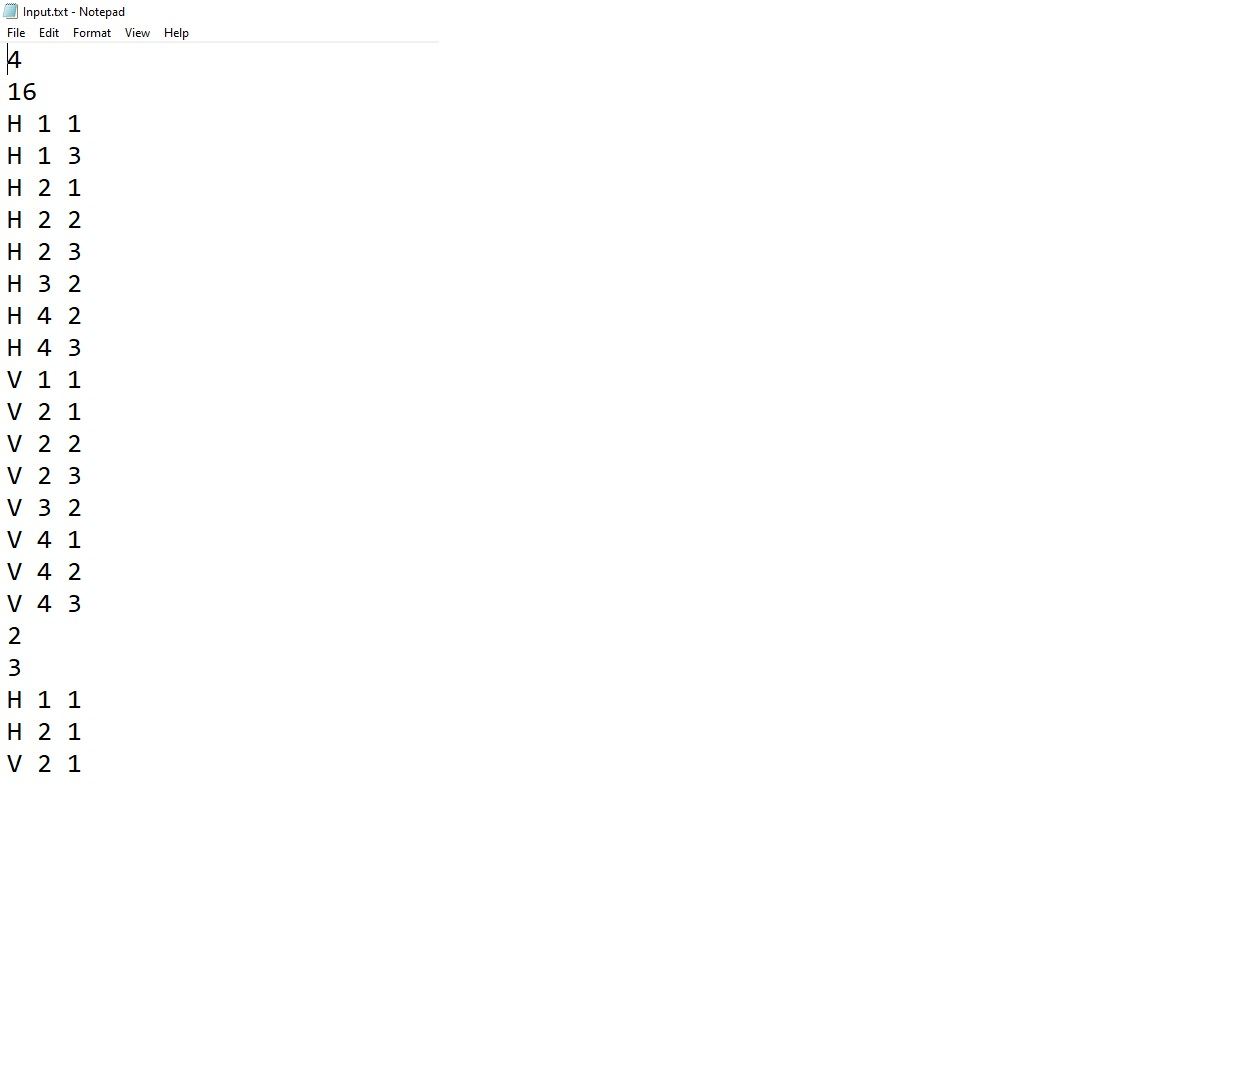 Input.txt - Notepad
File Edit Format View Help
4
16
H 1 1
H 1 3
H 2 1
H 2 2
H 2 3
H 3 2
H 4 2
H 4 3
V 1 1
V 2 1
V 2 2
V 2 3
V 3 2
V 4 1
V 4 2
V 4 3
2
3
H 1 1
H 2 1
V 2 1